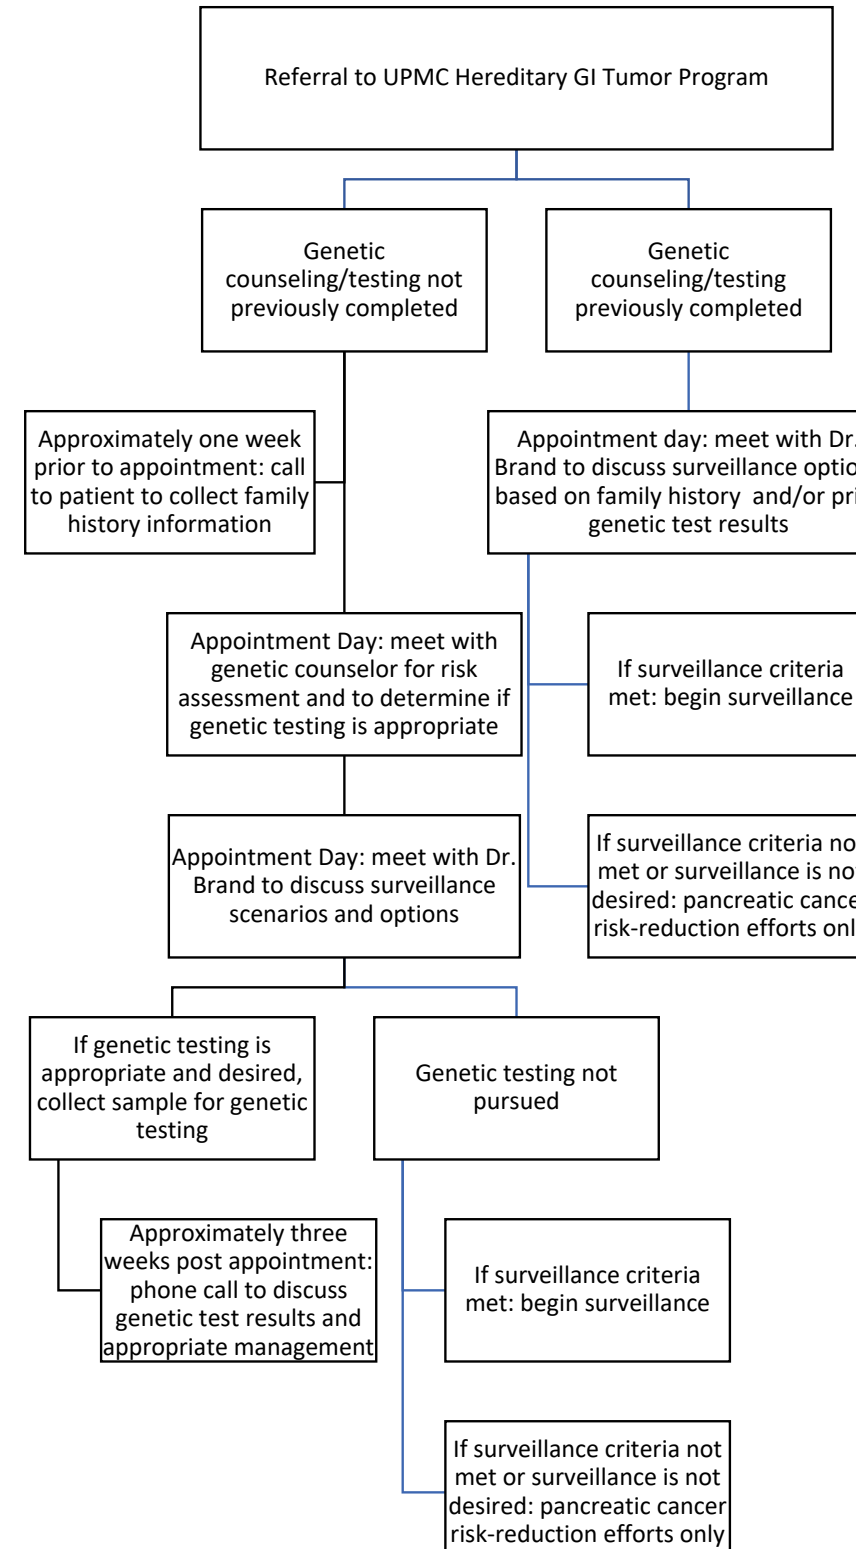 Referral to UPMC Hereditary GI Tumor Program
Genetic
counseling/testing not
previously completed
Genetic
counseling/testing
previously completed
Approximately one week
prior to appointment: call
to patient to collect family
history information
Appointment day: meet with Dr.
Brand to discuss surveillance
based on family history and/or
genetic test results
Appointment Day: meet with
genetic counselor for risk
assessment and to determine if
genetic testing is appropriate
If surveillance criteria
met: begin surveillance
Appointment Day: meet with Dr.
Brand to discuss surveillance
scenarios and options
If surveillance criteria
met or surveillance is
desired: pancreatic
risk-reduction efforts
If genetic testing is
appropriate and desired,
collect sample for genetic
testing
Genetic testing not
pursued
Approximately three
weeks post appointment:
phone call to discuss
genetic test results and
appropriate management
If surveillance criteria
met: begin surveillance
If surveillance criteria not
met or surveillance is not
desired: pancreatic cancer
risk-reduction efforts only